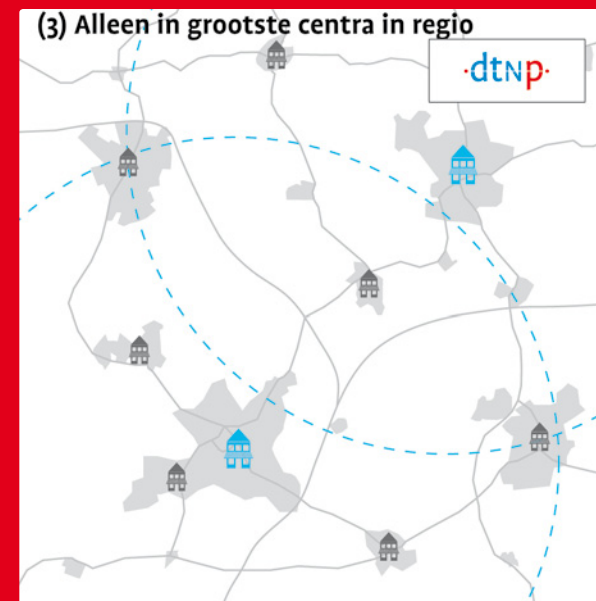 (3) Alleen in grootste centra in regio
·dtNp·